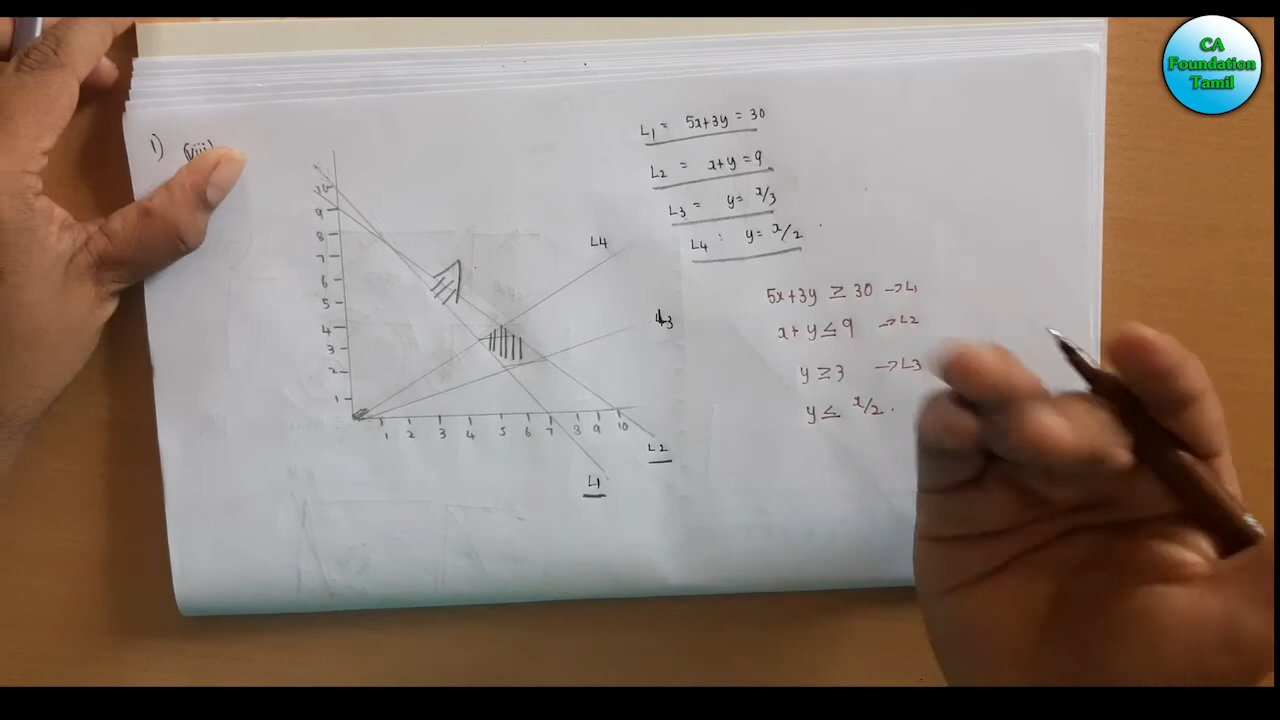 CA
Foundation
Tamil
1) (viii)
L1 = 5x+3y = 30
L2 = x+y = 9
L3 = y = x/3
L4 : y = x/2
5x+3y ≥ 30 →L1
x + y ≤ 9 →L2
y ≥ 3 →L3
y ≤ x/2
10
9
8
7
6
5
4
3
2
1
1 2 3 4 5 6 7 8 9 10
L4
L3
L2
L1